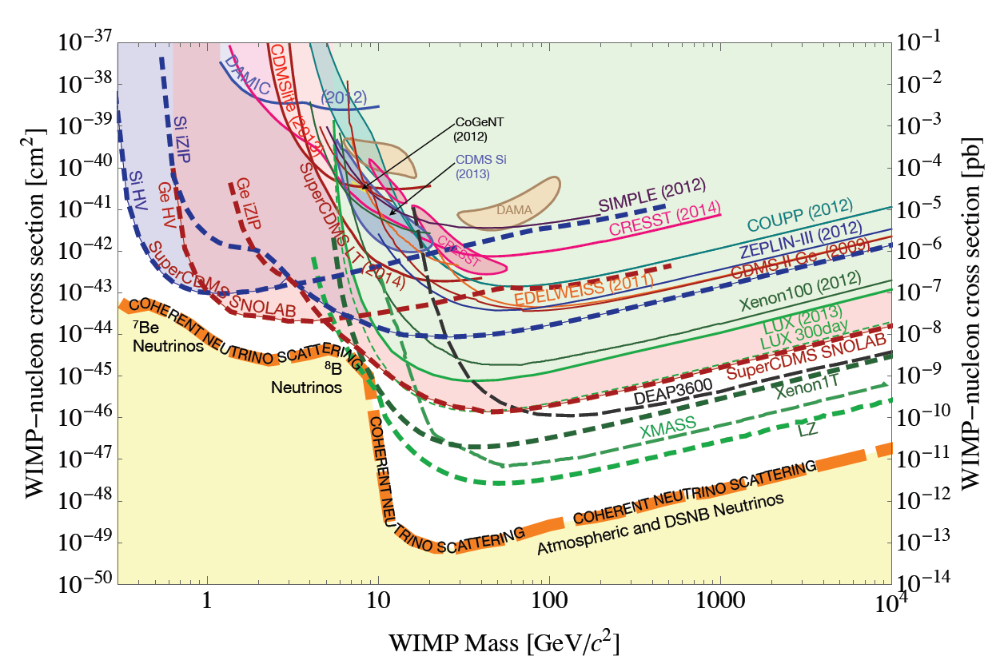 10−37
10−38
10−39
10−40
10−41
10−42
10−43
10−44
10−45
10−46
10−47
10−48
10−49
10−50
WIMP−nucleon cross section [cm2]
10−1
10−2
10−3
10−4
10−5
10−6
10−7
10−8
10−9
10−10
10−11
10−12
10−13
10−14
WIMP−nucleon cross section [pb]
1
10
100
1000
104
WIMP Mass [GeV/c2]
DAMIC
(2012)
CDMSlite (2013)
CoGeNT
(2012)
CDMS Si
(2013)
Si iZIP
Si HV
Ge HV
Ge iZIP
SuperCDMS LT (2014)
SuperCDMS SNOLAB
DAMA
CRESST
SIMPLE (2012)
CRESST (2014)
COUPP (2012)
ZEPLIN-III (2012)
CDMS II Ge (2009)
EDELWEISS (2011)
Xenon100 (2012)
LUX (2013)
LUX 300day
SuperCDMS SNOLAB
DEAP3600
Xenon1T
XMASS
LZ
COHERENT NEUTRINO SCATTERING
7Be
Neutrinos
8B
Neutrinos
COHERENT NEUTRINO SCATTERING
COHERENT NEUTRINO SCATTERING
Atmospheric and DSNB Neutrinos